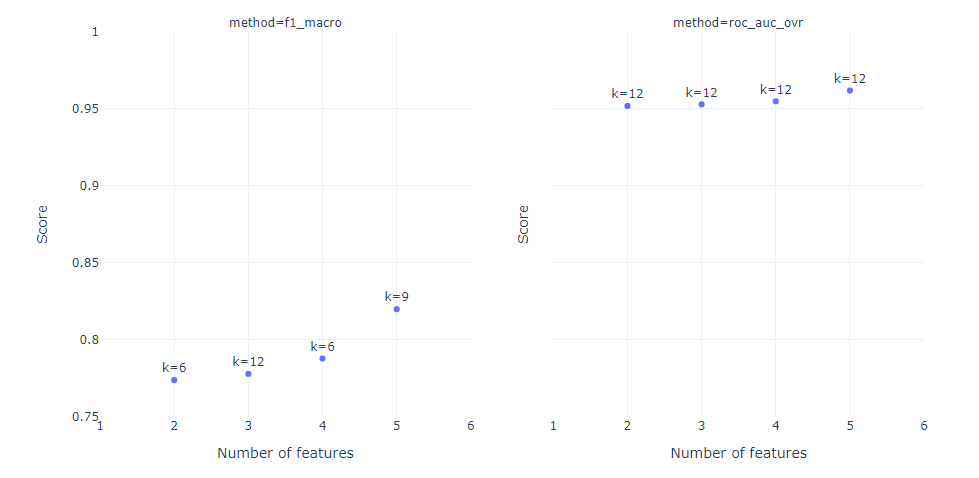 method=f1_macro
1
0.95
0.9
0.85
0.8
0.75
Score
k=6
k=12
k=6
k=9
1 2 3 4 5 6
Number of features
method=roc_auc_ovr
Score
k=12
k=12
k=12
k=12
1 2 3 4 5 6
Number of features